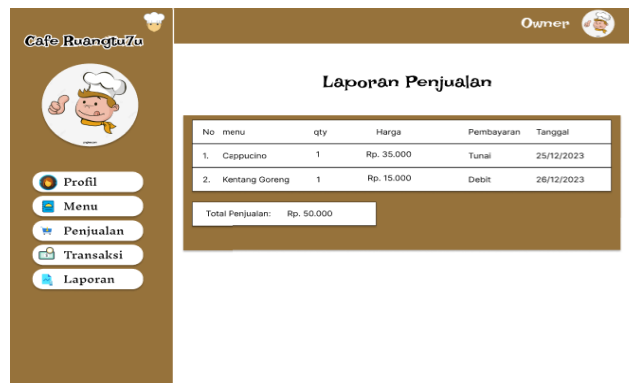 Cafe Ruangtu7u
Owner
Profil
Menu
Penjualan
Transaksi
Laporan
Laporan Penjualan
No menu qty Harga Pembayaran Tanggal
1. Cappucino 1 Rp. 35.000 Tunai 25/12/2023
2. Kentang Goreng 1 Rp. 15.000 Debit 26/12/2023
Total Penjualan: Rp. 50.000